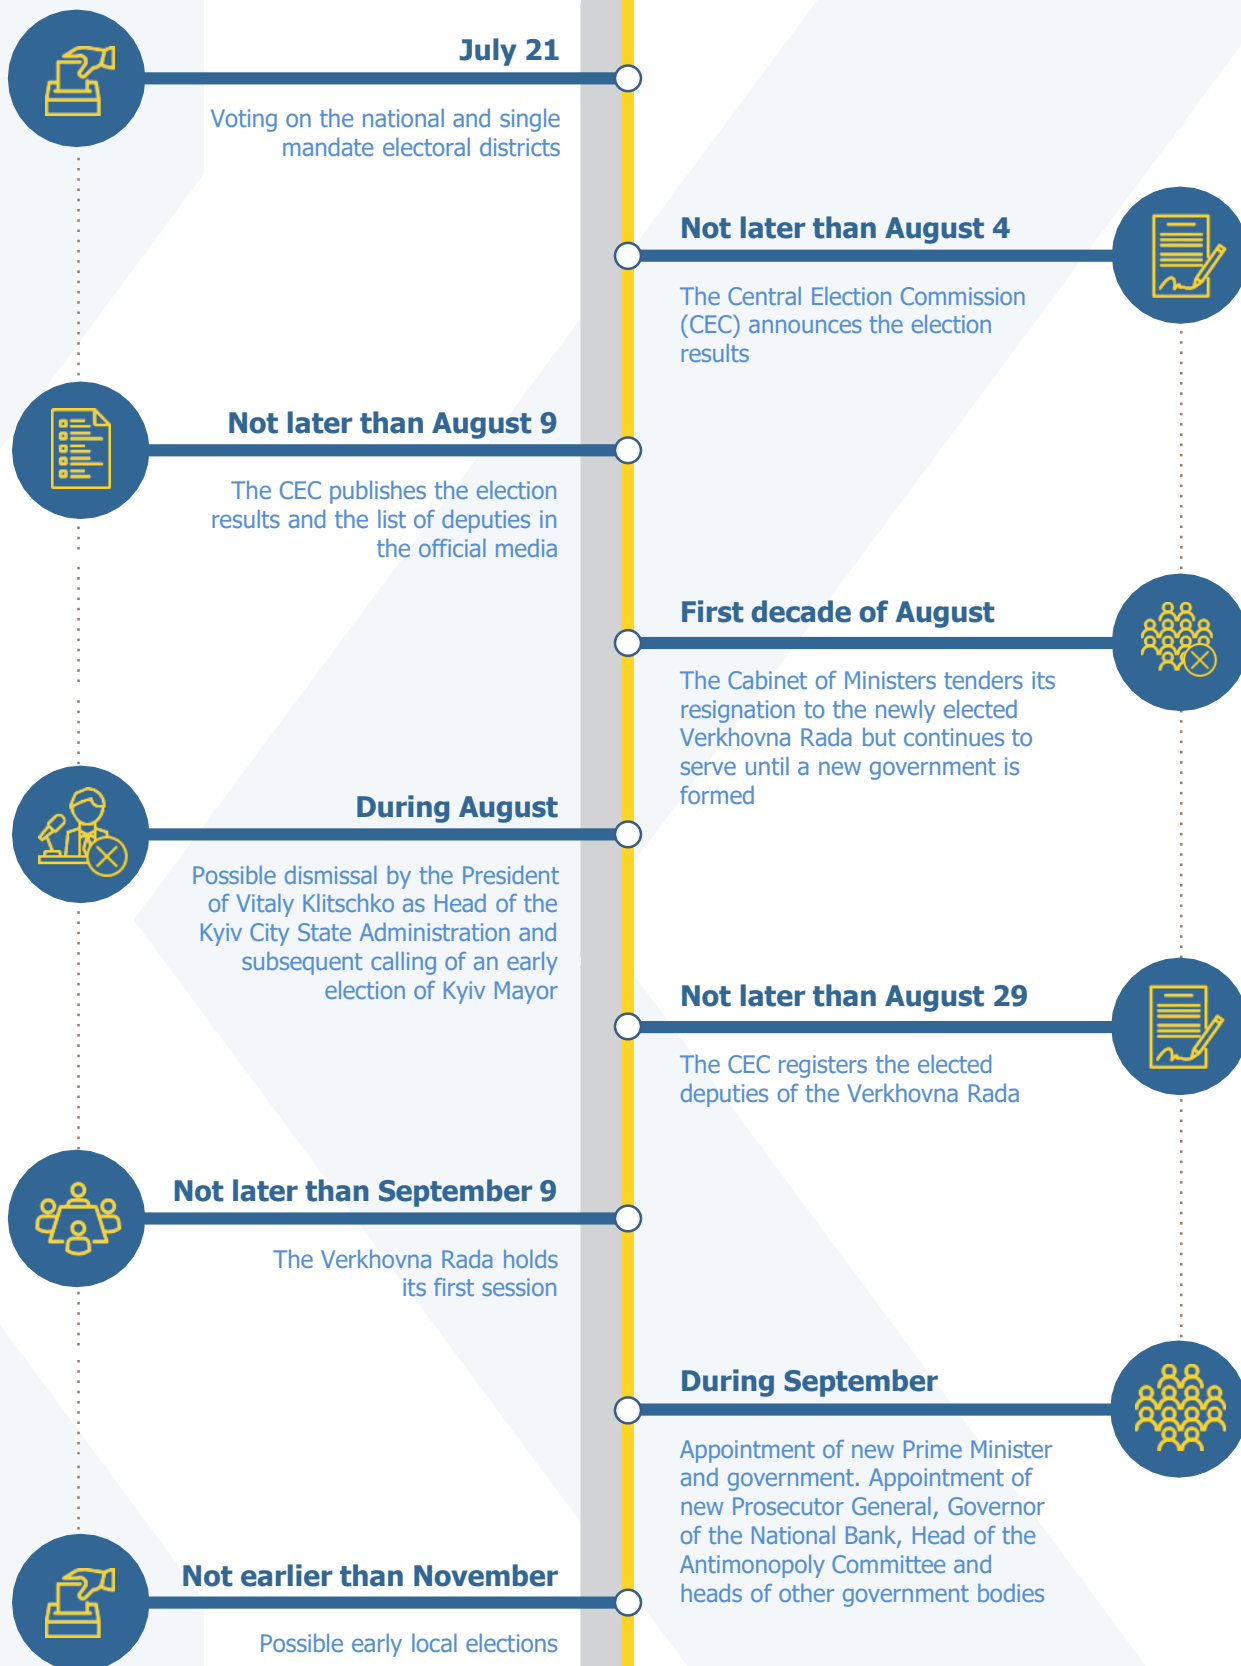 July 21
Voting on the national and single
mandate electoral districts
Not later than August 4
The Central Election Commission
(CEC) announces the election
results
Not later than August 9
The CEC publishes the election
results and the list of deputies in
the official media
First decade of August
The Cabinet of Ministers tenders its
resignation to the newly elected
Verkhovna Rada but continues to
serve until a new government is
formed
During August
Possible dismissal by the President
of Vitaly Klitschko as Head of the
Kyiv City State Administration and
subsequent calling of an early
election of Kyiv Mayor
Not later than August 29
The CEC registers the elected
deputies of the Verkhovna Rada
Not later than September 9
The Verkhovna Rada holds
its first session
During September
Appointment of new Prime Minister
and government. Appointment of
new Prosecutor General, Governor
of the National Bank, Head of the
Antimonopoly Committee and
heads of other government bodies
Not earlier than November
Possible early local elections